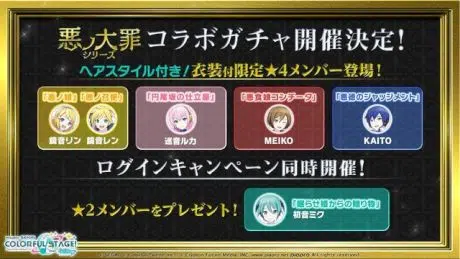 悪ノ大罪シリーズ コラボガチャ開催決定!
ヘアスタイル付き! 衣装付限定★4メンバー登場!
「悪ノ娘」 「悪ノ召使」
鏡音リン 鏡音レン
「円尾坂の仕立屋」
巡音ルカ
「悪食娘コンチータ」
MEIKO
「悪徳のジャッジメント」
KAITO
ログインキャンペーン同時開催!
★2メンバーをプレゼント!
「眠らせ姫からの贈り物」
初音ミク
COLORFUL STAGE!